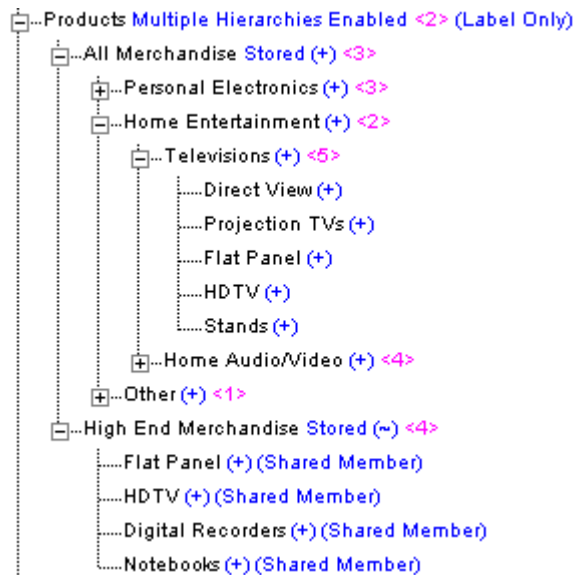 Products Multiple Hierarchies Enabled <2> (Label Only)
All Merchandise Stored (+) <3>
Personal Electronics (+) <3>
Home Entertainment (+) <2>
Televisions (+) <5>
Direct View (+)
Projection TVs (+)
Flat Panel (+)
HDTV (+)
Stands (+)
Home Audio/Video (+) <4>
Other (+) <1>
High End Merchandise Stored (~) <4>
Flat Panel (+) (Shared Member)
HDTV (+) (Shared Member)
Digital Recorders (+) (Shared Member)
Notebooks (+) (Shared Member)